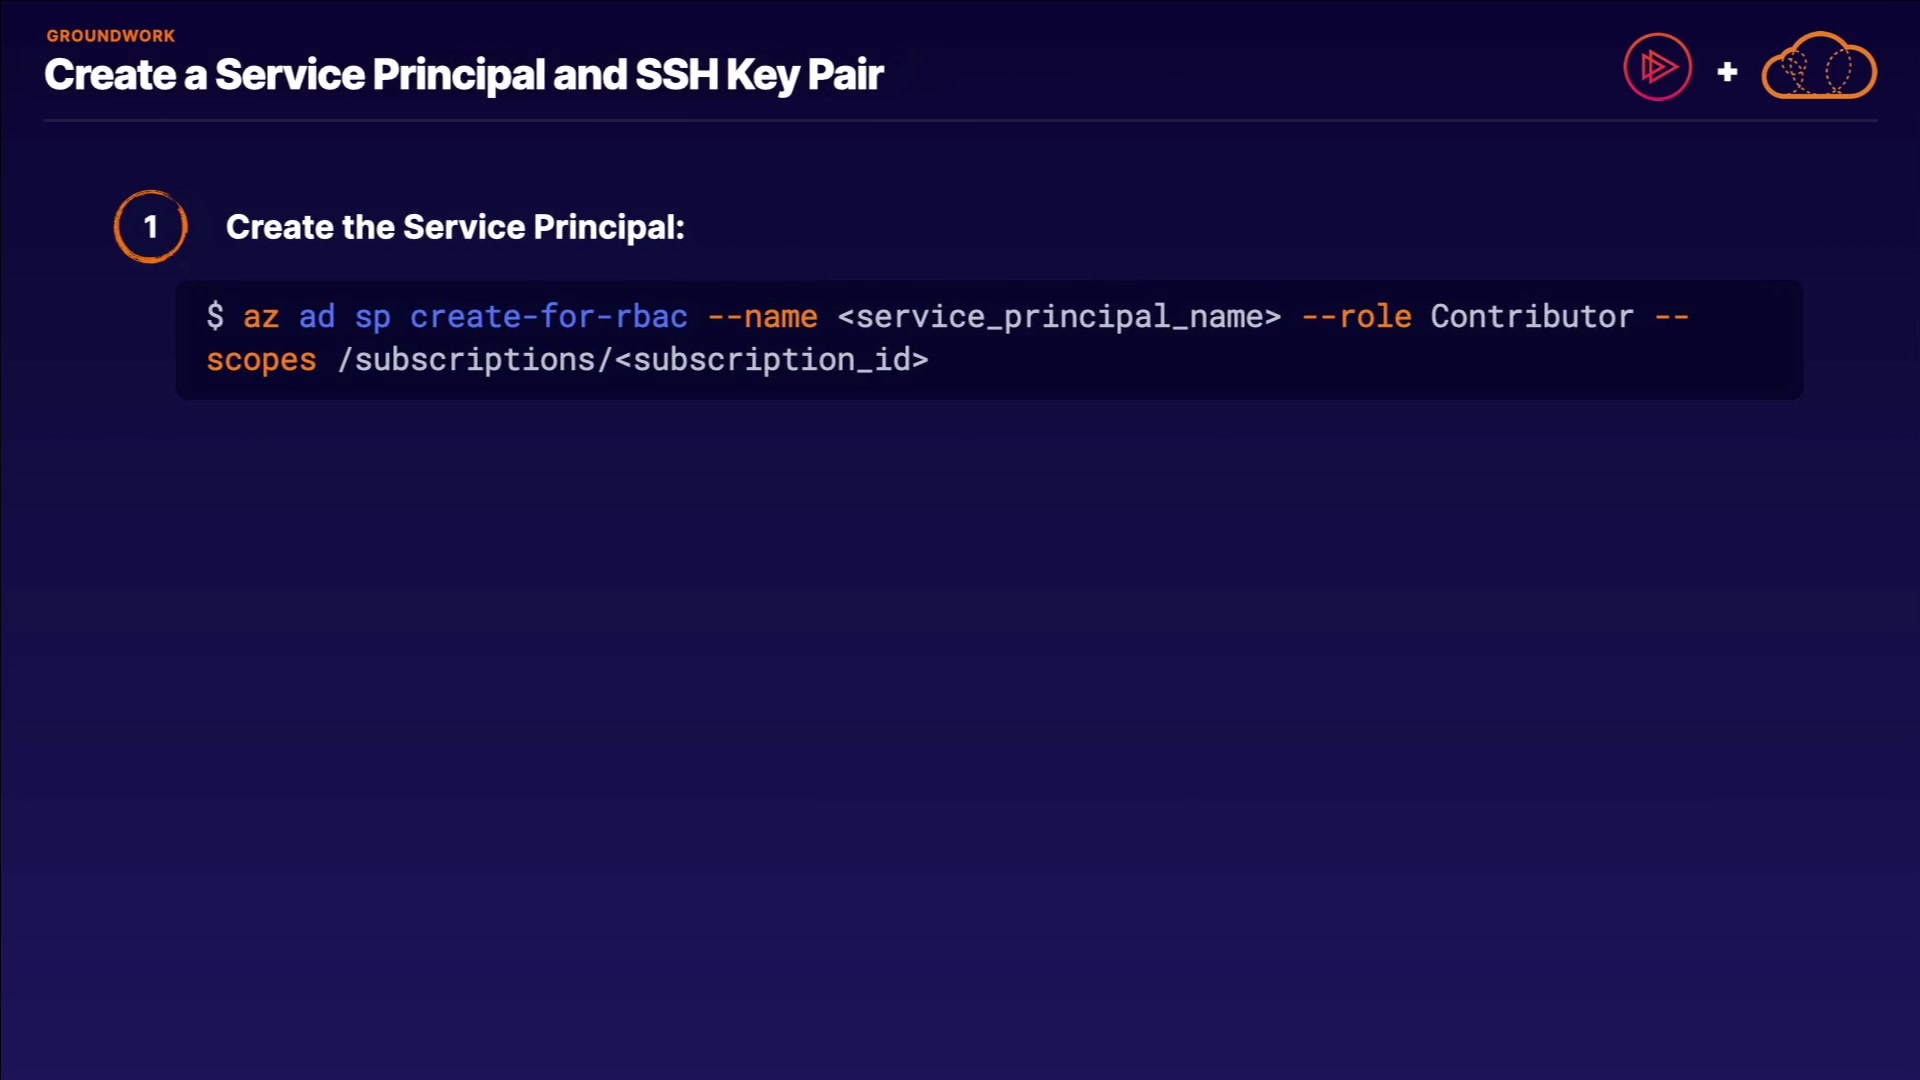 GROUNDWORK
Create a Service Principal and SSH Key Pair
+
1
Create the Service Principal:
$ az ad sp create-for-rbac --name <service_principal_name> --role Contributor --
scopes /subscriptions/<subscription_id>